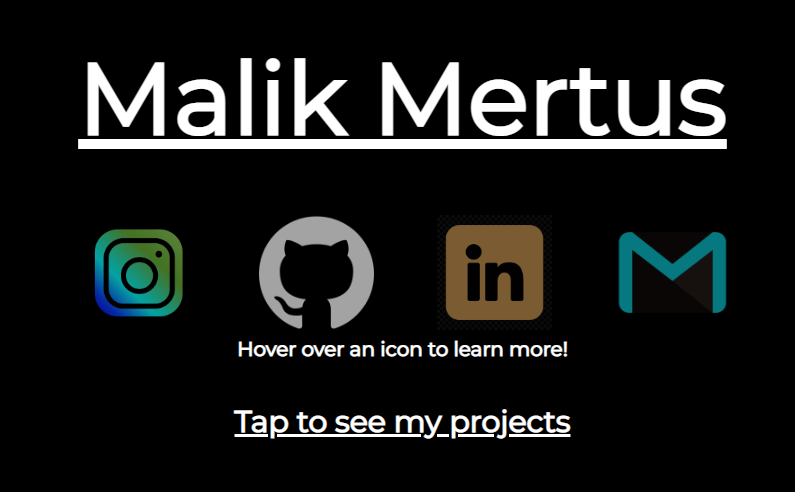 Malik Mertus
in
Hover over an icon to learn more!
Tap to see my projects